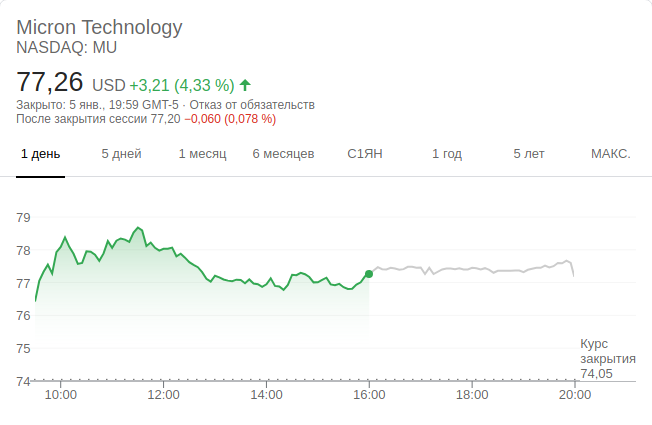 Micron Technology
NASDAQ: MU
77,26 USD +3,21 (4,33 %)
Закрыто: 5 янв., 19:59 GMT-5 · Отказ от обязательств
После закрытия сессии 77,20 −0,060 (0,078 %)
1 день 5 дней 1 месяц 6 месяцев С1ЯН 1 год 5 лет МАКС.
79
78
77
76
75
74
Курс
закрытия
74,05
10:00 12:00 14:00 16:00 18:00 20:00